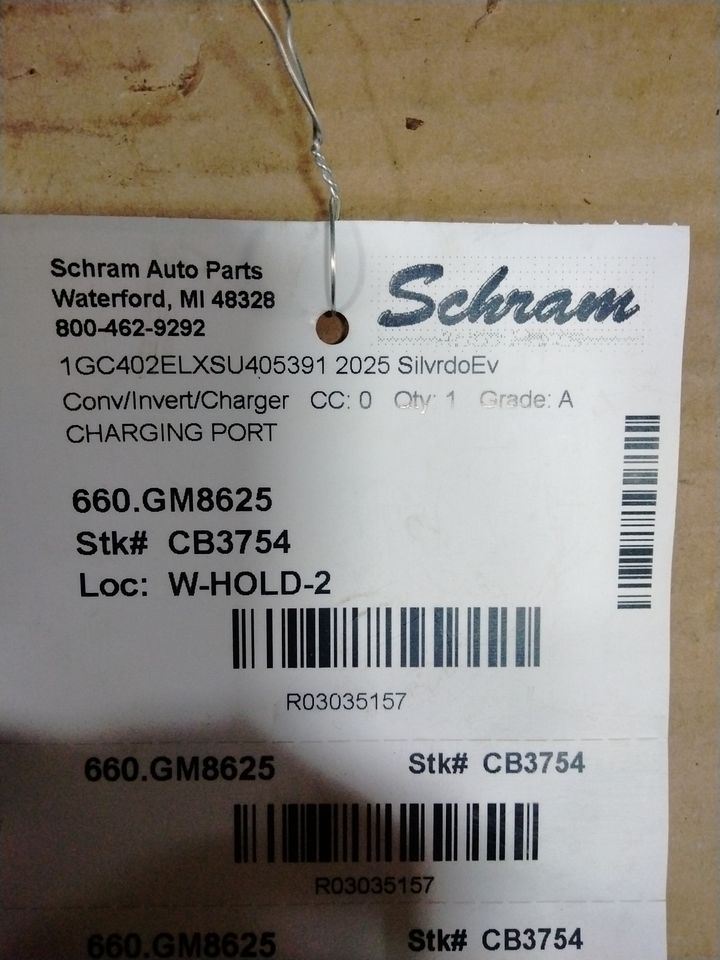 Schram Auto Parts
Waterford, MI 48328
800-462-9292
Schram
1GC402ELXSU405391 2025 SilvrdoEv
Conv/Invert/Charger CC: 0 Qty: 1 Grade: A
CHARGING PORT
660.GM8625
Stk# CB3754
Loc: W-HOLD-2
R03035157
660.GM8625 Stk# CB3754
R03035157
660.GM8625 Stk# CB3754